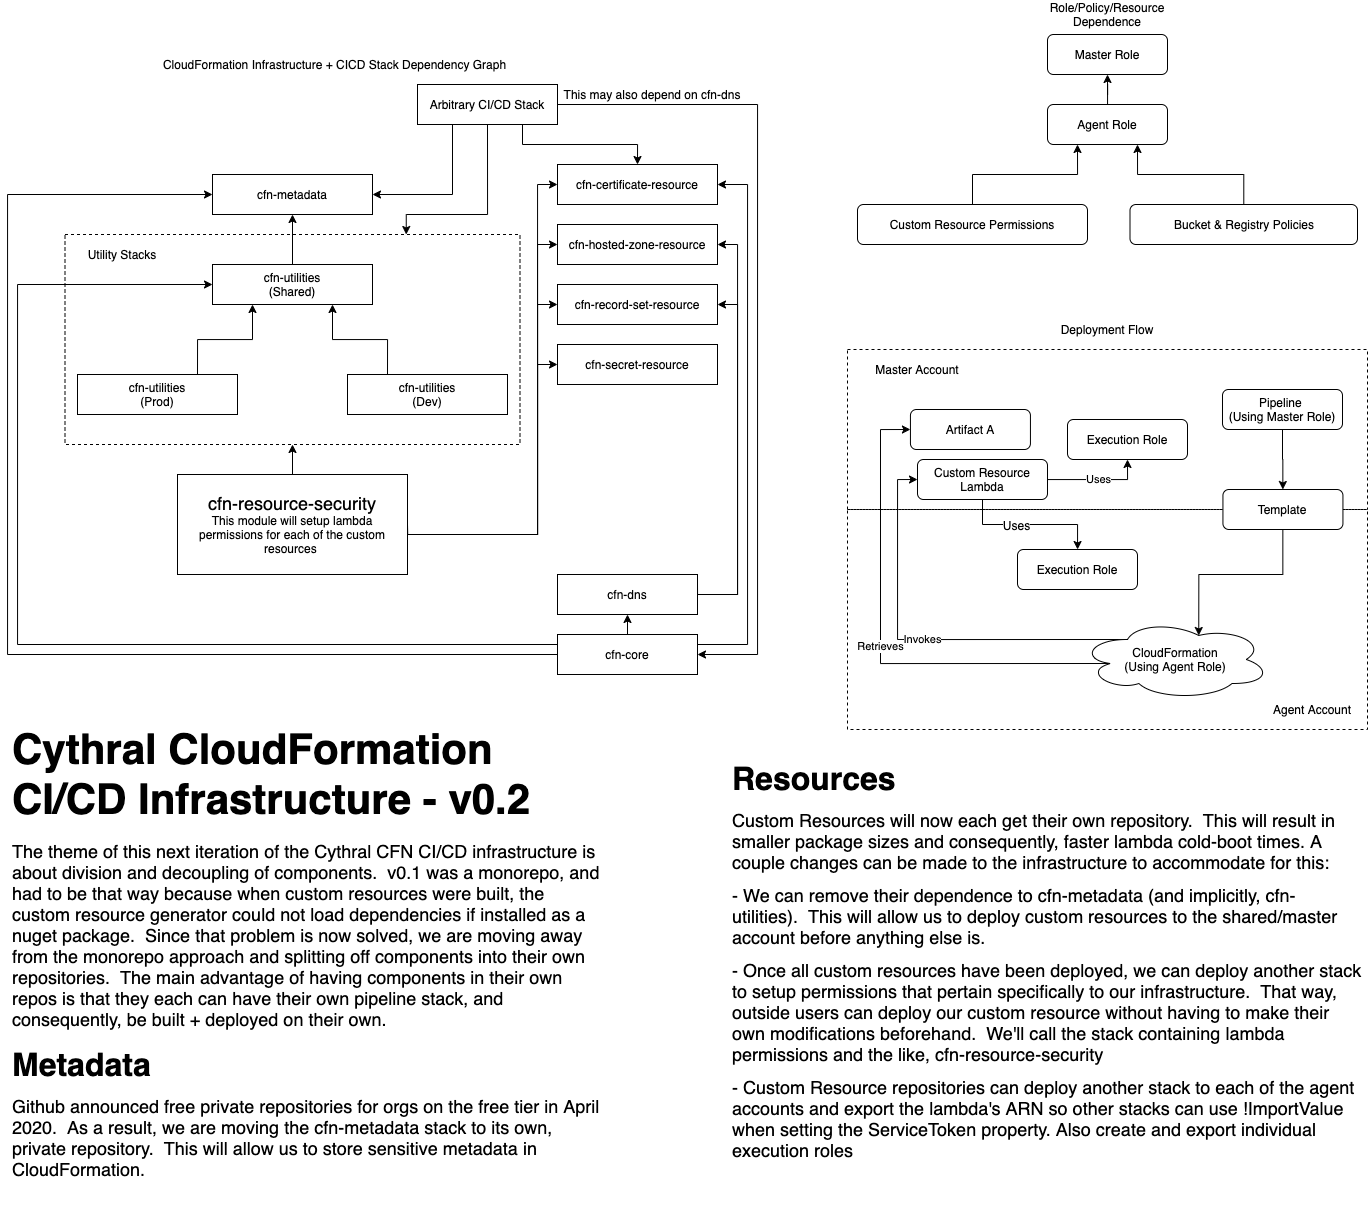 Role/Policy/Resource
Dependence
Master Role
Agent Role
Custom Resource Permissions
Bucket & Registry Policies
CloudFormation Infrastructure + CICD Stack Dependency Graph
Arbitrary CI/CD Stack
This may also depend on cfn-dns
cfn-metadata
cfn-certificate-resource
cfn-hosted-zone-resource
cfn-record-set-resource
cfn-secret-resource
Utility Stacks
cfn-utilities
(Shared)
cfn-utilities
(Prod)
cfn-utilities
(Dev)
cfn-resource-security
This module will setup lambda
permissions for each of the custom
resources
cfn-dns
cfn-core
Deployment Flow
Master Account
Artifact A
Execution Role
Pipeline
(Using Master Role)
Custom Resource
Lambda
Uses
Template
Uses
Execution Role
Invokes
Retrieves
CloudFormation
(Using Agent Role)
Agent Account
Cythral CloudFormation
CI/CD Infrastructure - v0.2
The theme of this next iteration of the Cythral CFN CI/CD infrastructure is
about division and decoupling of components.  v0.1 was a monorepo, and
had to be that way because when custom resources were built, the
custom resource generator could not load dependencies if installed as a
nuget package.  Since that problem is now solved, we are moving away
from the monorepo approach and splitting off components into their own
repositories.  The main advantage of having components in their own
repos is that they each can have their own pipeline stack, and
consequently, be built + deployed on their own.
Metadata
Github announced free private repositories for orgs on the free tier in April
2020.  As a result, we are moving the cfn-metadata stack to its own,
private repository.  This will allow us to store sensitive metadata in
CloudFormation.
Resources
Custom Resources will now each get their own repository.  This will result in
smaller package sizes and consequently, faster lambda cold-boot times. A
couple changes can be made to the infrastructure to accommodate for this:
- We can remove their dependence to cfn-metadata (and implicitly, cfn-
utilities).  This will allow us to deploy custom resources to the shared/master
account before anything else is.
- Once all custom resources have been deployed, we can deploy another stack
to setup permissions that pertain specifically to our infrastructure.  That way,
outside users can deploy our custom resource without having to make their
own modifications beforehand.  We'll call the stack containing lambda
permissions and the like, cfn-resource-security
- Custom Resource repositories can deploy another stack to each of the agent
accounts and export the lambda's ARN so other stacks can use !ImportValue
when setting the ServiceToken property. Also create and export individual
execution roles